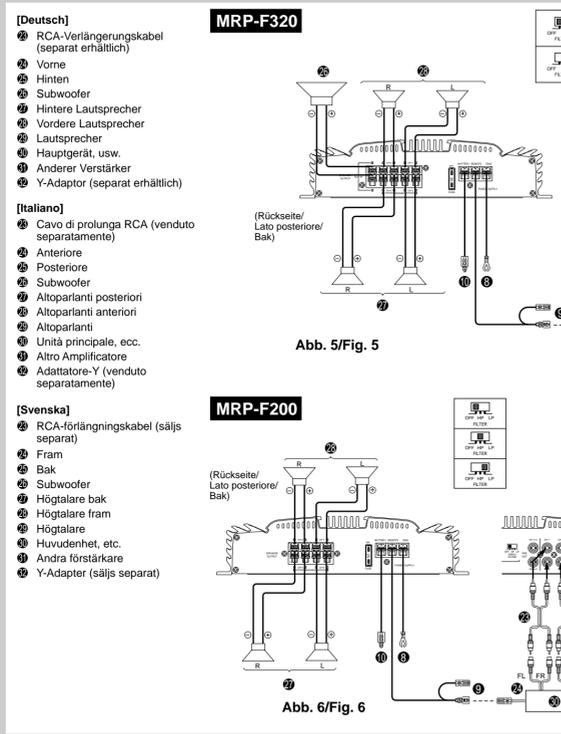 [Deutsch]
㉓ RCA-Verlängerungskabel
(separat erhältlich)
㉔ Vorne
㉕ Hinten
㉖ Subwoofer
㉗ Hintere Lautsprecher
㉘ Vordere Lautsprecher
㉙ Lautsprecher
㉚ Hauptgerät, usw.
㉛ Anderer Verstärker
㉜ Y-Adaptor (separat erhältlich)
[Italiano]
㉓ Cavo di prolunga RCA (venduto
separatamente)
㉔ Anteriore
㉕ Posteriore
㉖ Subwoofer
㉗ Altoparlanti posteriori
㉘ Altoparlanti anteriori
㉙ Altoparlanti
㉚ Unità principale, ecc.
㉛ Altro Amplificatore
㉜ Adattatore-Y (venduto
separatamente)
[Svenska]
㉓ RCA-förlängningskabel (säljs
separat)
㉔ Fram
㉕ Bak
㉖ Subwoofer
㉗ Högtalare bak
㉘ Högtalare fram
㉙ Högtalare
㉚ Huvudenhet, etc.
㉛ Andra förstärkare
㉜ Y-Adapter (säljs separat)
MRP-F320
OFF
OFF
㉖ ㉘
R L
(Rückseite/
Lato posteriore/
Bak)
R L
㉗
⑩ ⑧
⑨
Abb. 5/Fig. 5
MRP-F200
OFF HP LP
FILTER
OFF HP LP
FILTER
OFF HP LP
FILTER
㉘
R L
(Rückseite/
Lato posteriore/
Bak)
R L
㉗
⑩ ⑧
⑨
㉓
FL FR
㉔
㉚
Abb. 6/Fig. 6